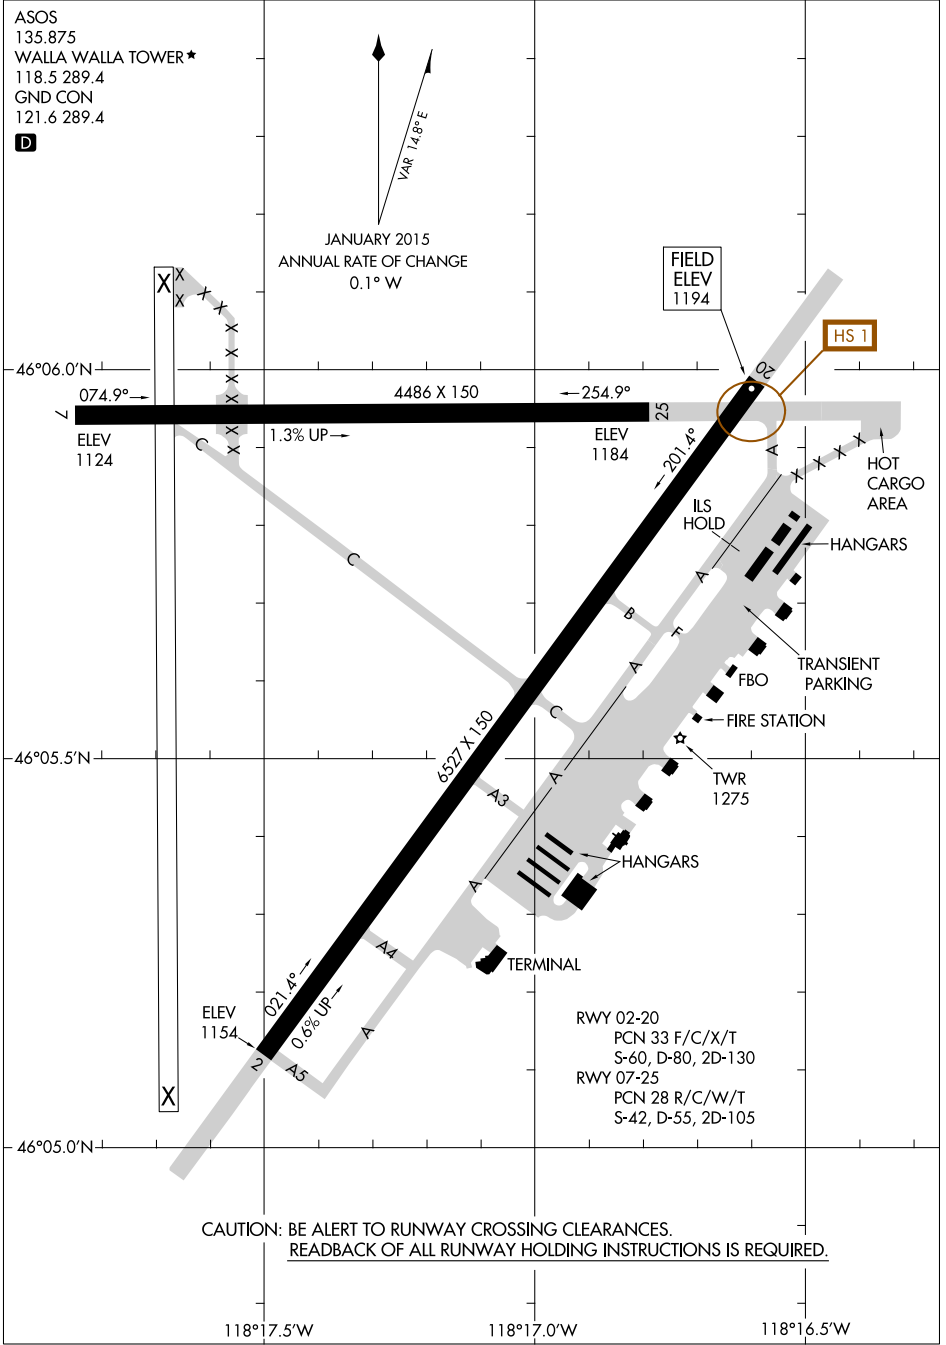 ASOS
135.875
WALLA WALLA TOWER★
118.5 289.4
GND CON
121.6 289.4
D
VAR 14.8° E
JANUARY 2015
ANNUAL RATE OF CHANGE
0.1° W
FIELD
ELEV
1194
HS 1
X
X
X
X
X
X
X
X
X
X
X
46°06.0'N
20
7
074.9°
4486 X 150
254.9°
25
ELEV
1124
1.3% UP
ELEV
1184
C
201.4°
A
X
X
X
X
HOT
CARGO
AREA
ILS
HOLD
HANGARS
C
A
B
F
A
TRANSIENT
PARKING
FBO
C
FIRE STATION
6527 X 150
46°05.5'N
A
TWR
1275
A3
HANGARS
A
A4
TERMINAL
021.4°
0.6% UP
ELEV
1154
A
2
A5
X
RWY 02-20
PCN 33 F/C/X/T
S-60, D-80, 2D-130
RWY 07-25
PCN 28 R/C/W/T
S-42, D-55, 2D-105
46°05.0'N
CAUTION: BE ALERT TO RUNWAY CROSSING CLEARANCES.
READBACK OF ALL RUNWAY HOLDING INSTRUCTIONS IS REQUIRED.
118°17.5'W
118°17.0'W
118°16.5'W